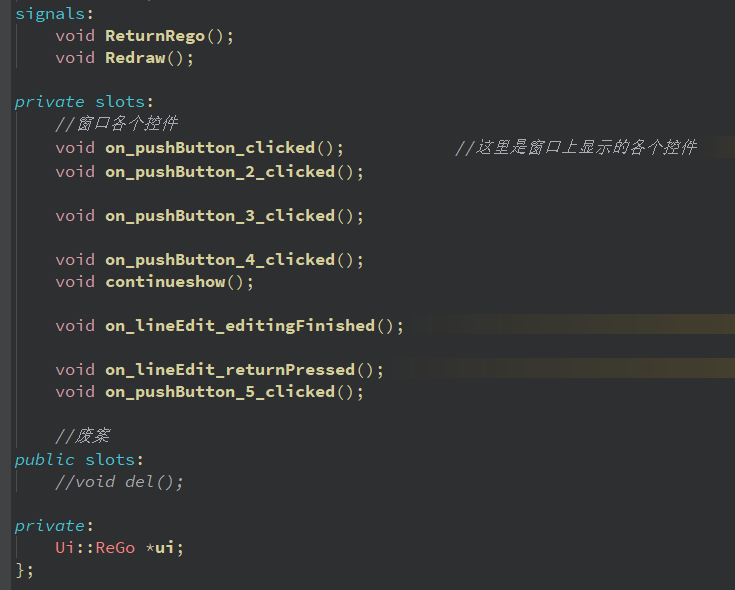 signals:
void ReturnRego();
void Redraw();
private slots:
//窗口各个控件
void on_pushButton_clicked(); //这里是窗口上显示的各个控件
void on_pushButton_2_clicked();
void on_pushButton_3_clicked();
void on_pushButton_4_clicked();
void continueshow();
void on_lineEdit_editingFinished();
void on_lineEdit_returnPressed();
void on_pushButton_5_clicked();
//废案
public slots:
//void del();
private:
Ui::ReGo *ui;
};